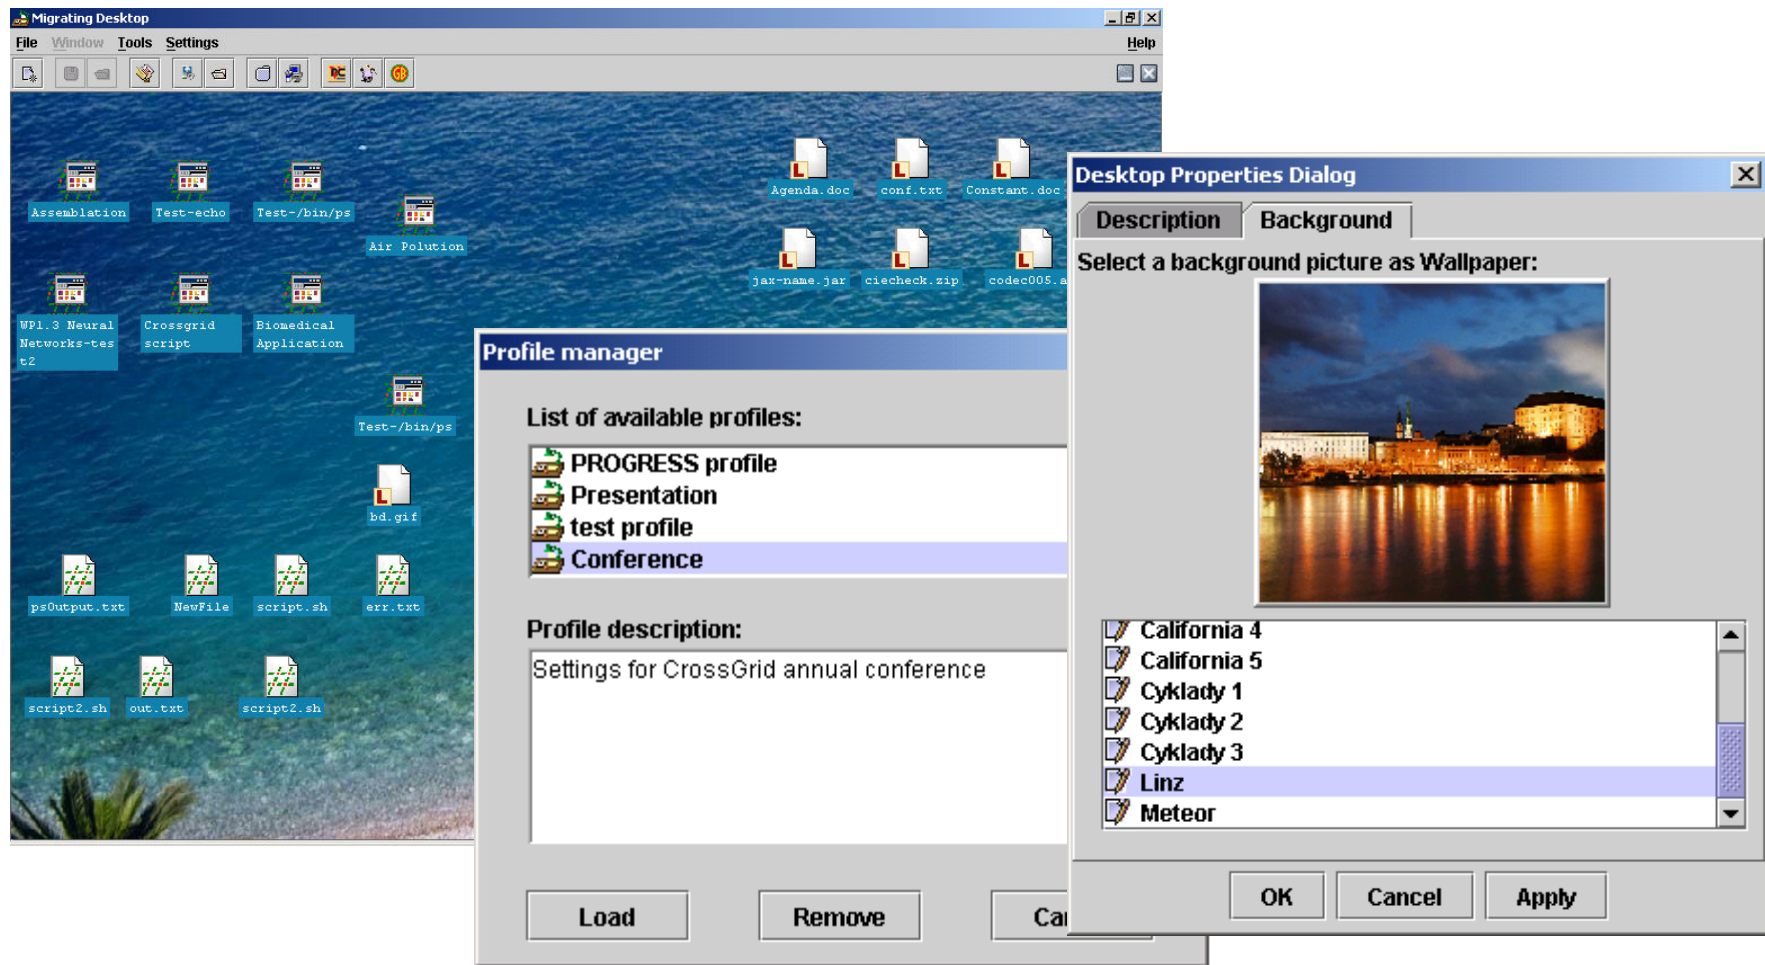 Migrating Desktop
File Window Tools Settings Help
DC GB
Agenda.doc conf.txt Constant.doc
Assemblation Test-echo Test-/bin/ps
Air Polution
jax-name.jar ciecheck.zip codec005.a
WP1.3 Neural
Networks-tes
t2
Crossgrid
script
Biomedical
Application
Test-/bin/ps
bd.gif
psOutput.txt NewFile script.sh err.txt
script2.sh out.txt script2.sh
Profile manager
List of available profiles:
PROGRESS profile
Presentation
test profile
Conference
Profile description:
Settings for CrossGrid annual conference
Load Remove Ca
Desktop Properties Dialog
Description Background
Select a background picture as Wallpaper:
California 4
California 5
Cyklady 1
Cyklady 2
Cyklady 3
Linz
Meteor
OK Cancel Apply